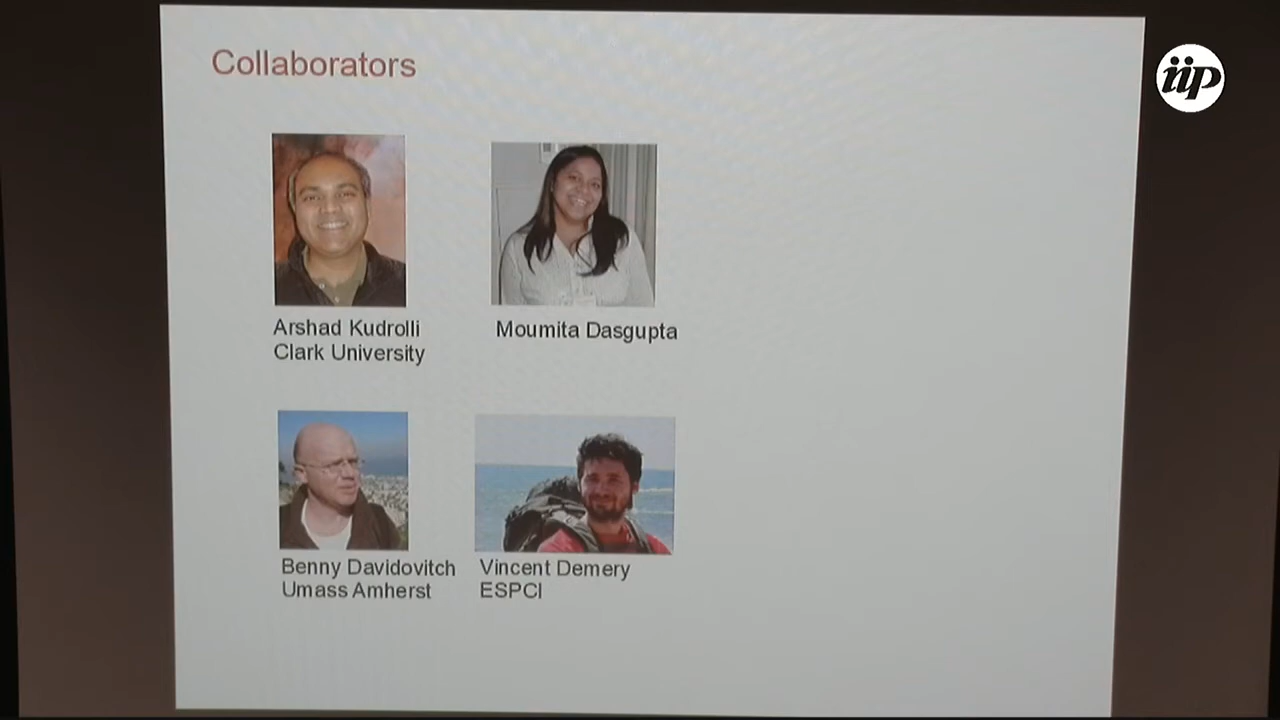 Collaborators
iip
Arshad Kudrolli
Clark University
Moumita Dasgupta
Benny Davidovitch
Umass Amherst
Vincent Demery
ESPCI